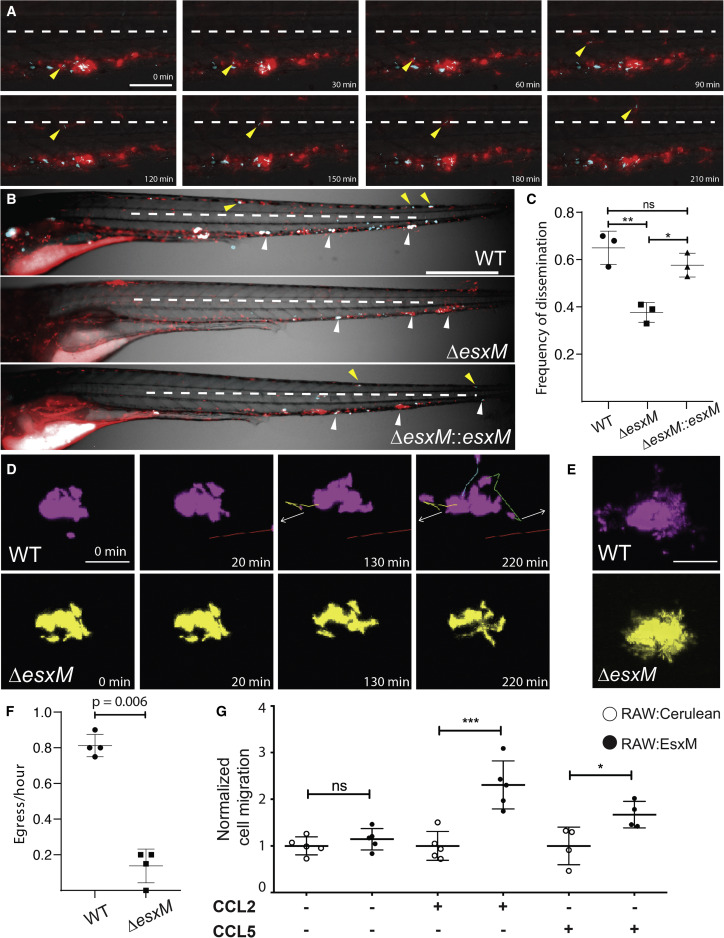 A
0 min
30 min
60 min
90 min
120 min
150 min
180 min
210 min
B
WT
ΔesxM
ΔesxM::esxM
C
ns
**
*
Frequency of dissemination
0.8
0.6
0.4
0.2
WT
ΔesxM
ΔesxM::esxM
D
WT
0 min
20 min
130 min
220 min
ΔesxM
0 min
20 min
130 min
220 min
E
WT
ΔesxM
F
p = 0.006
Egress/hour
1.0
0.8
0.6
0.4
0.2
WT
ΔesxM
G
RAW:Cerulean
RAW:EsxM
Normalized
cell migration
4
3
2
1
0
ns
***
*
CCL2 - - + + - -
CCL5 - - - - + +